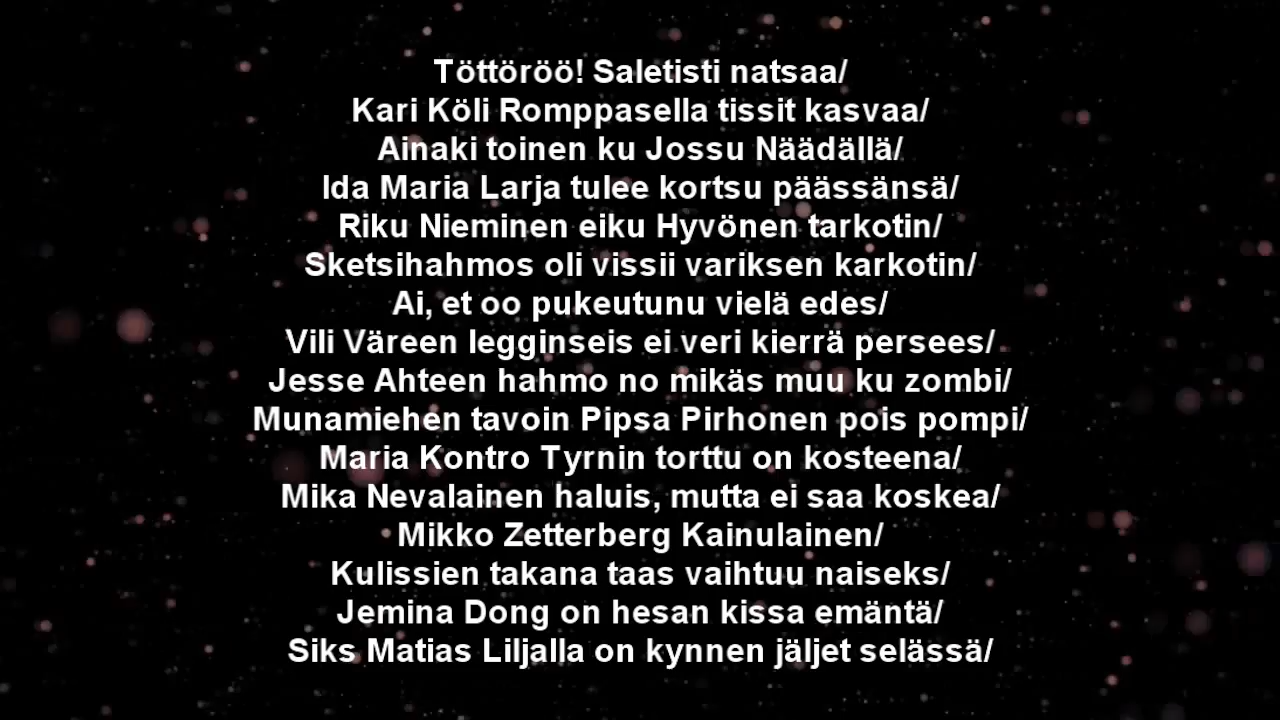 Töttöröö! Saletisti natsaa/
Kari Köli Romppasella tissit kasvaa/
Ainaki toinen ku Jossu Näädällä/
Ida Maria Larja tulee kortsu päässänsä/
Riku Nieminen eiku Hyvönen tarkotin/
Sketsihahmos oli vissii variksen karkotin/
Ai, et oo pukeutunu vielä edes/
Vili Väreen legginseis ei veri kierrä persees/
Jesse Ahteen hahmo no mikäs muu ku zombi/
Munamiehen tavoin Pipsa Pirhonen pois pompi/
Maria Kontro Tyrnin torttu on kosteena/
Mika Nevalainen haluis, mutta ei saa koskea/
Mikko Zetterberg Kainulainen/
Kulissien takana taas vaihtuu naiseks/
Jemina Dong on hesan kissa emäntä/
Siks Matias Liljalla on kynnen jäljet selässä/